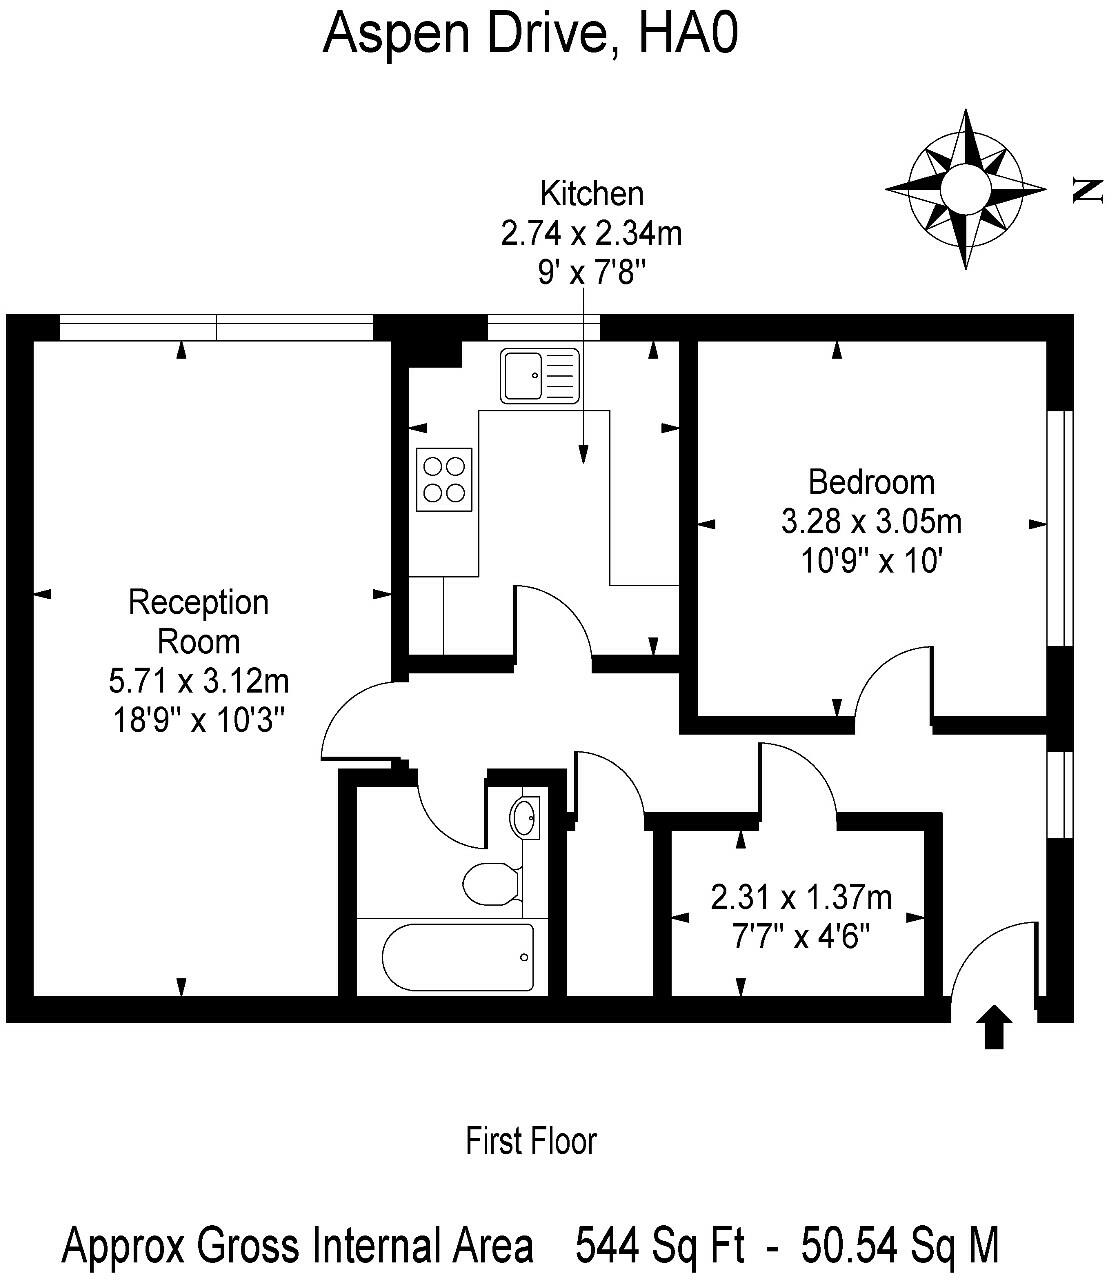 Aspen Drive, HA0
N
Kitchen
2.74 x 2.34m
9' x 7'8"
Bedroom
3.28 x 3.05m
10'9" x 10'
Reception
Room
5.71 x 3.12m
18'9" x 10'3"
2.31 x 1.37m
7'7" x 4'6"
First Floor
Approx Gross Internal Area 544 Sq Ft - 50.54 Sq M